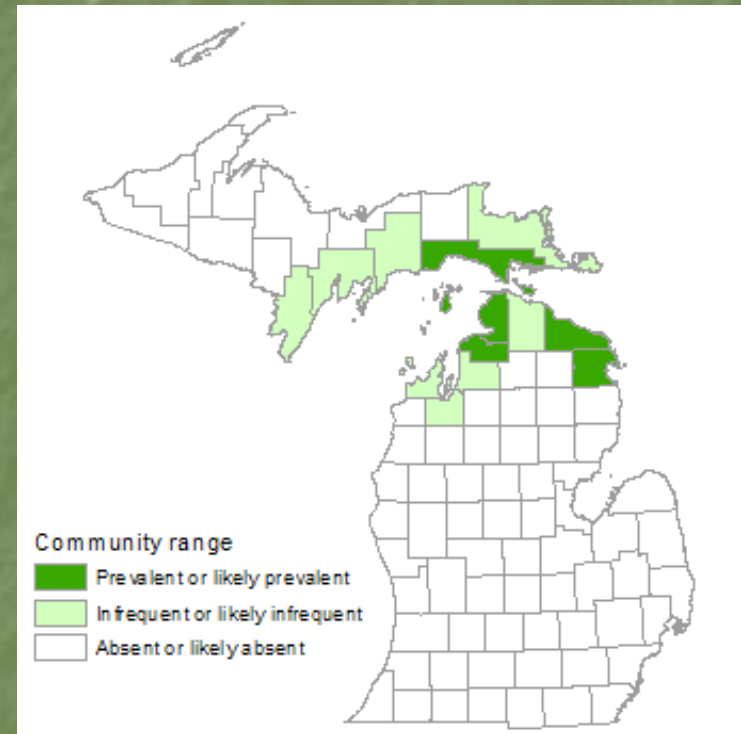 Community range
Prevalent or likely prevalent
Infrequent or likely infrequent
Absent or likely absent